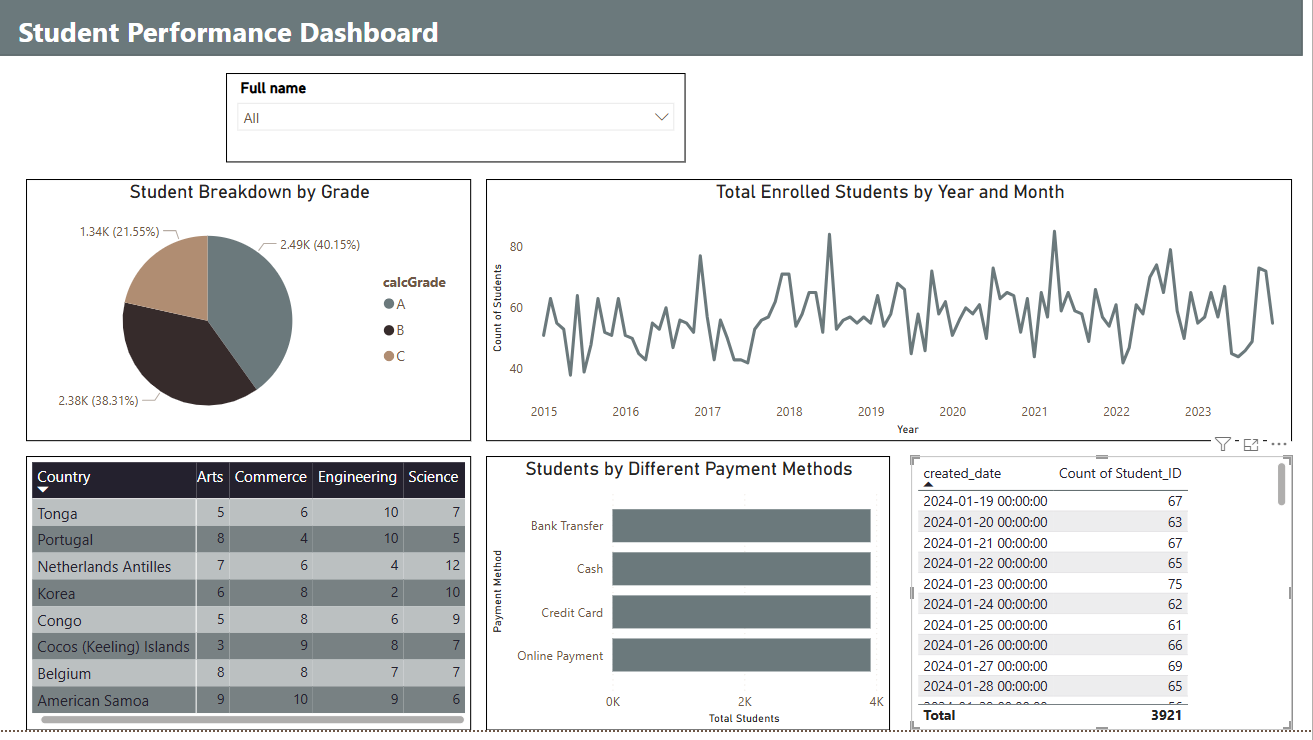 Student Performance Dashboard
Full name
All
Student Breakdown by Grade
1.34K (21.55%)
2.49K (40.15%)
2.38K (38.31%)
calcGrade
A
B
C
Total Enrolled Students by Year and Month
Count of Students
80
60
40
2015 2016 2017 2018 2019 2020 2021 2022 2023
Year
Country Arts Commerce Engineering Science
Tonga 5 6 10 7
Portugal 8 4 10 5
Netherlands Antilles 7 6 4 12
Korea 6 8 2 10
Congo 5 8 6 9
Cocos (Keeling) Islands 3 9 8 7
Belgium 8 8 7 7
American Samoa 9 10 9 6
Students by Different Payment Methods
Payment Method
Bank Transfer
Cash
Credit Card
Online Payment
0K 2K 4K
Total Students
created_date Count of Student_ID
2024-01-19 00:00:00 67
2024-01-20 00:00:00 63
2024-01-21 00:00:00 67
2024-01-22 00:00:00 65
2024-01-23 00:00:00 75
2024-01-24 00:00:00 62
2024-01-25 00:00:00 61
2024-01-26 00:00:00 66
2024-01-27 00:00:00 69
2024-01-28 00:00:00 65
Total 3921